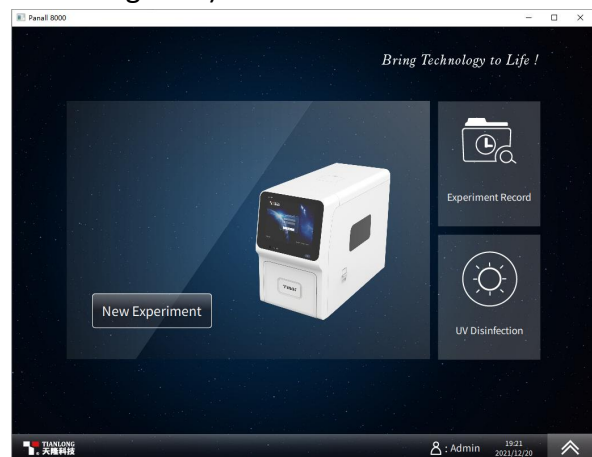 Panall 8000
Bring Technology to Life !
Experiment Record
New Experiment
UV Disinfection
TIANLONG
天隆科技
: Admin
19:21
2021/12/20